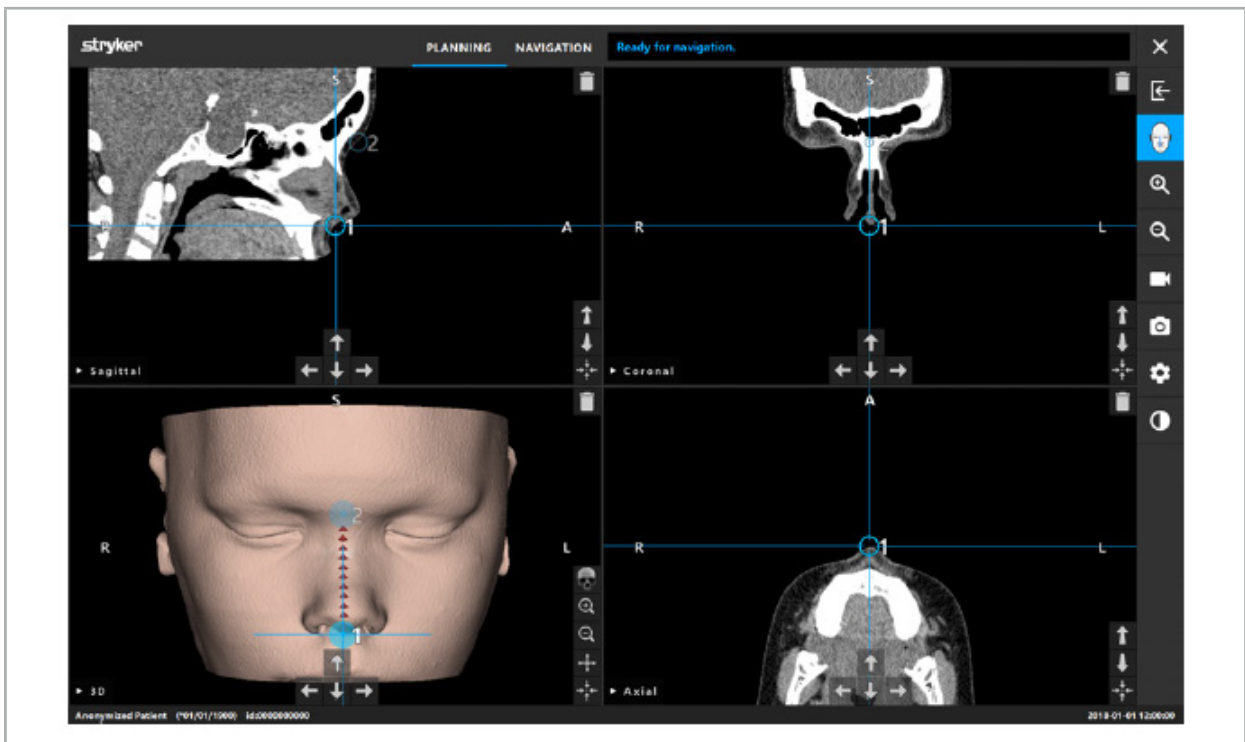 stryker
PLANNING NAVIGATION Ready for navigation.
S
2
1
A
Sagittal
S
R 1 L
Coronal
S
2
R L
1
3D
A
R 1 L
Axial
Anonymized Patient (*01/01/1900) id:0000000000 2018-01-01 12:00:00